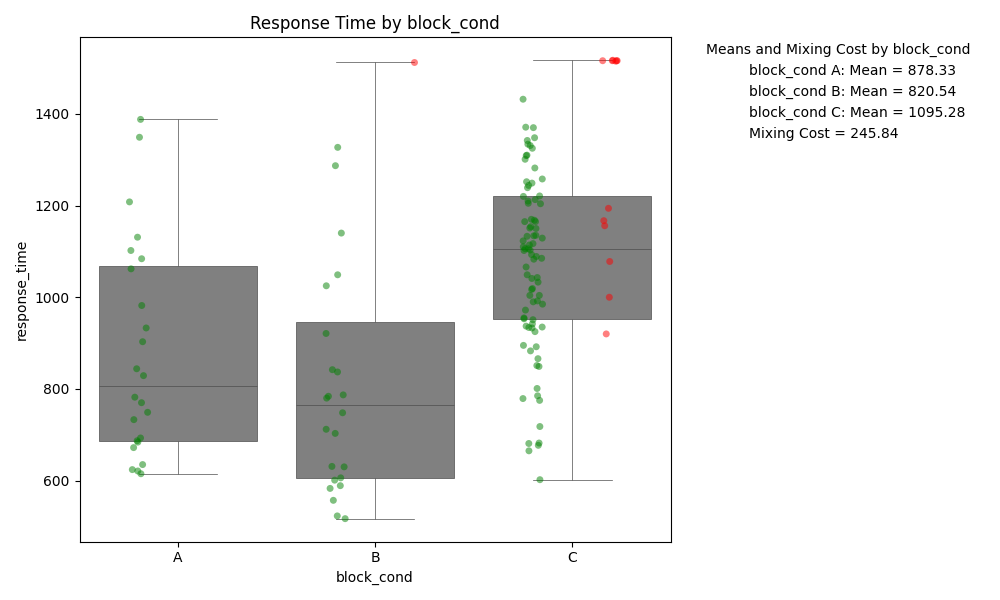 Response Time by block_cond
Means and Mixing Cost by block_cond
block_cond A: Mean = 878.33
block_cond B: Mean = 820.54
block_cond C: Mean = 1095.28
Mixing Cost = 245.84
response_time
1400
1200
1000
800
600
A B C
block_cond